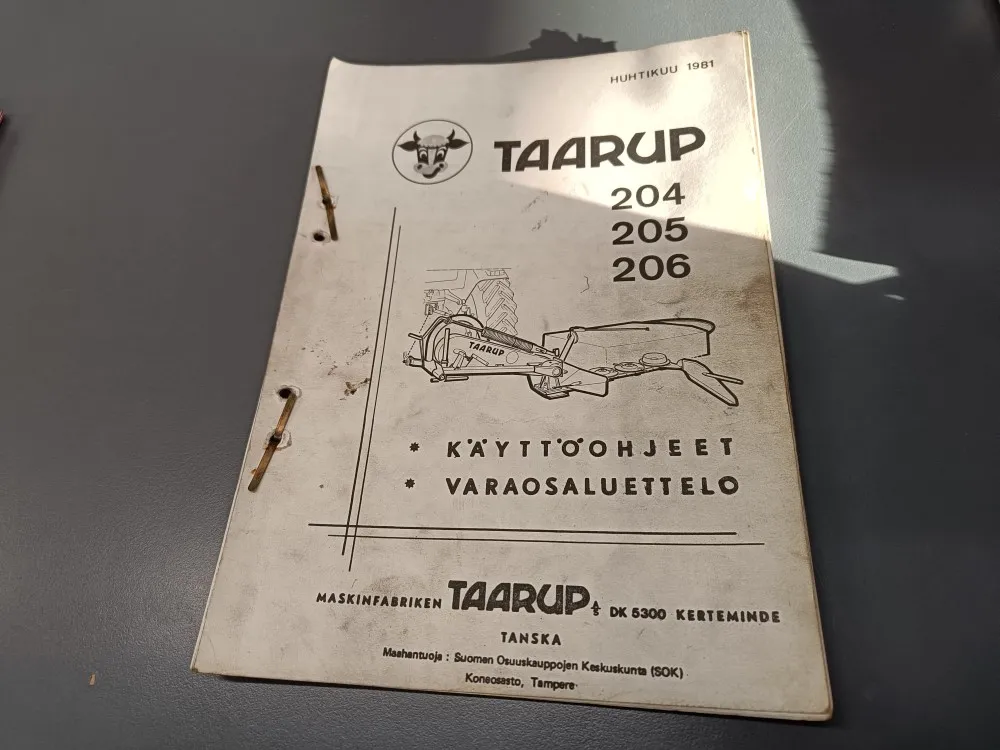 HUHTIKUU 1981
TAARUP
204
205
206
TAARUP
* KÄYTTÖOHJEET
* VARAOSALUETTELO
MASKINFABRIKEN TAARUP A/S DK 5300 KERTEMINDE
TANSKA
Maahantuoja : Suomen Osuuskauppojen Keskuskunta (SOK)
Koneosasto, Tampere